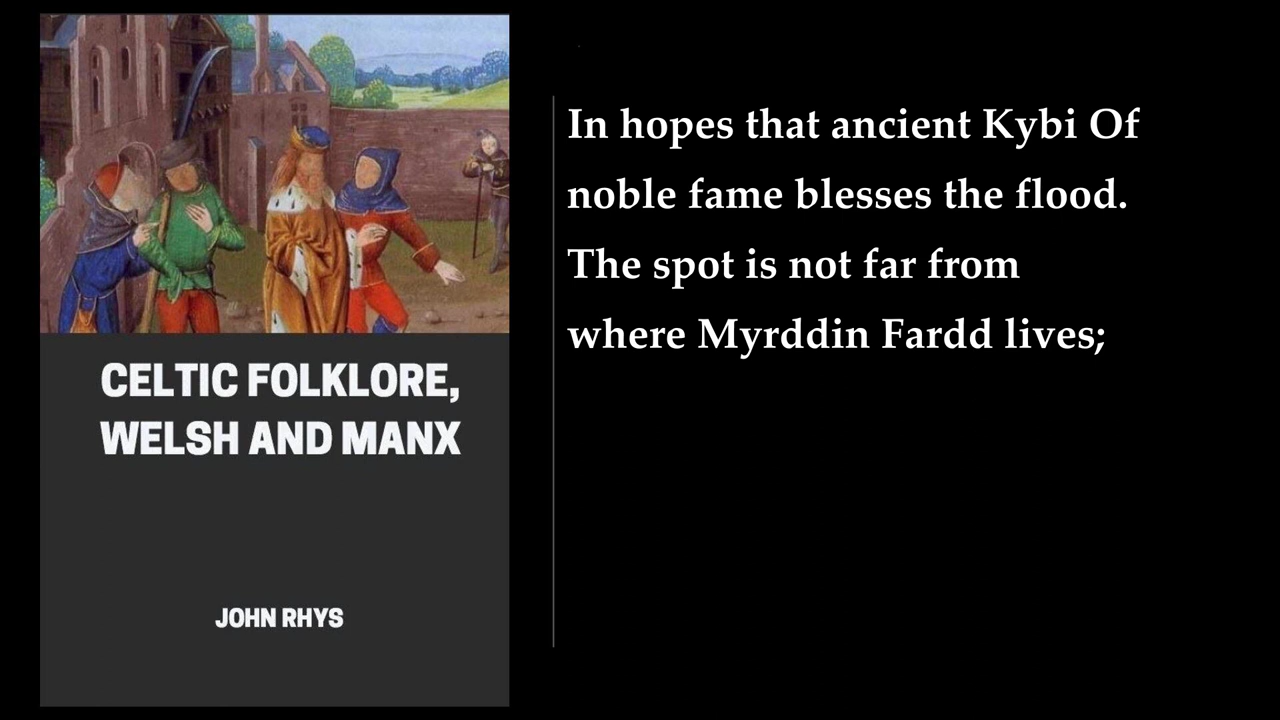 CELTIC FOLKLORE,
WELSH AND MANX
JOHN RHYS
In hopes that ancient Kybi Of
noble fame blesses the flood.
The spot is not far from
where Myrddin Fardd lives;